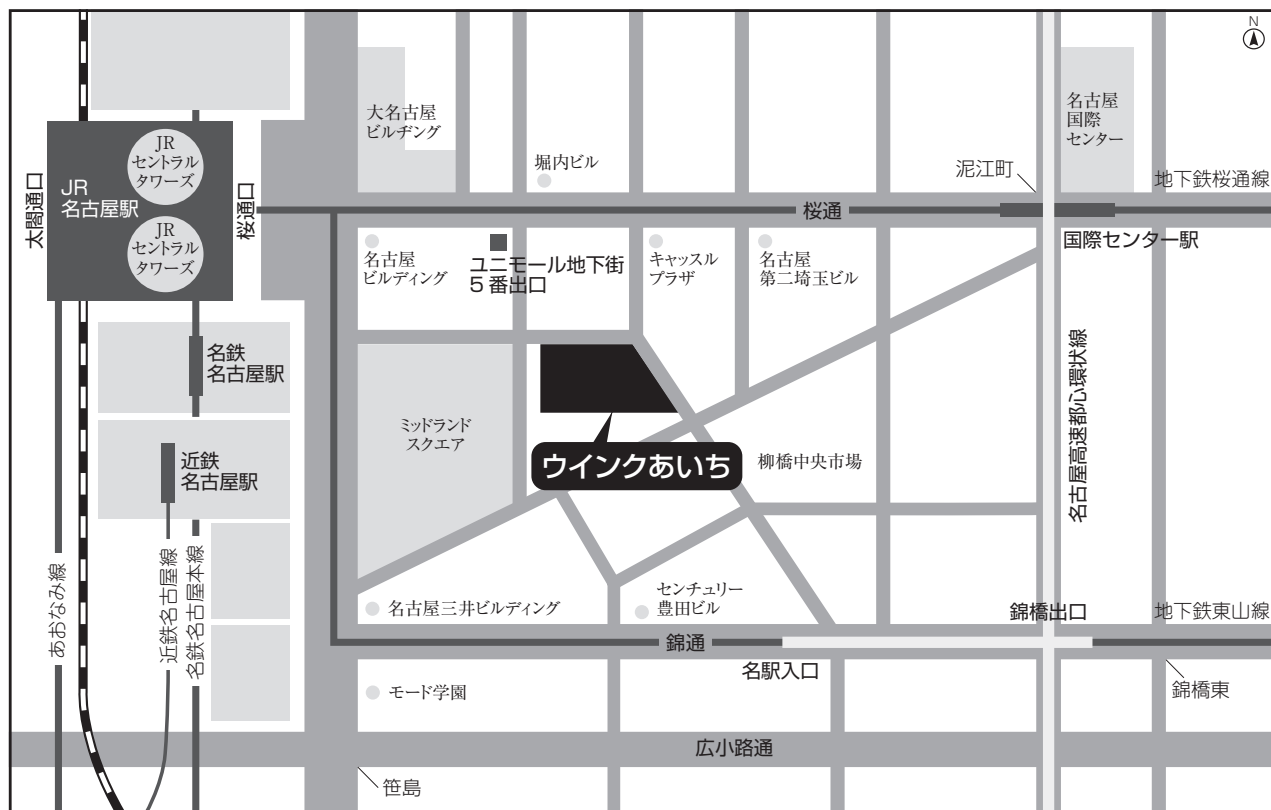 N
大名古屋
ビルヂング
名古屋
国際
センター
JR
セントラル
タワーズ
堀内ビル
泥江町
地下鉄桜通線
太閤通口
JR
名古屋駅
桜通口
桜通
JR
セントラル
タワーズ
国際センター駅
名古屋
ビルディング
ユニモール地下街
5番出口
キャッスル
プラザ
名古屋
第二埼玉ビル
名鉄
名古屋駅
名古屋高速都心環状線
ミッドランド
スクエア
ウインクあいち
柳橋中央市場
近鉄
名古屋駅
あおなみ線
近鉄名古屋線
名鉄名古屋本線
名古屋三井ビルディング
センチュリー
豊田ビル
錦橋出口
地下鉄東山線
錦通
名駅入口
錦橋東
モード学園
広小路通
笹島